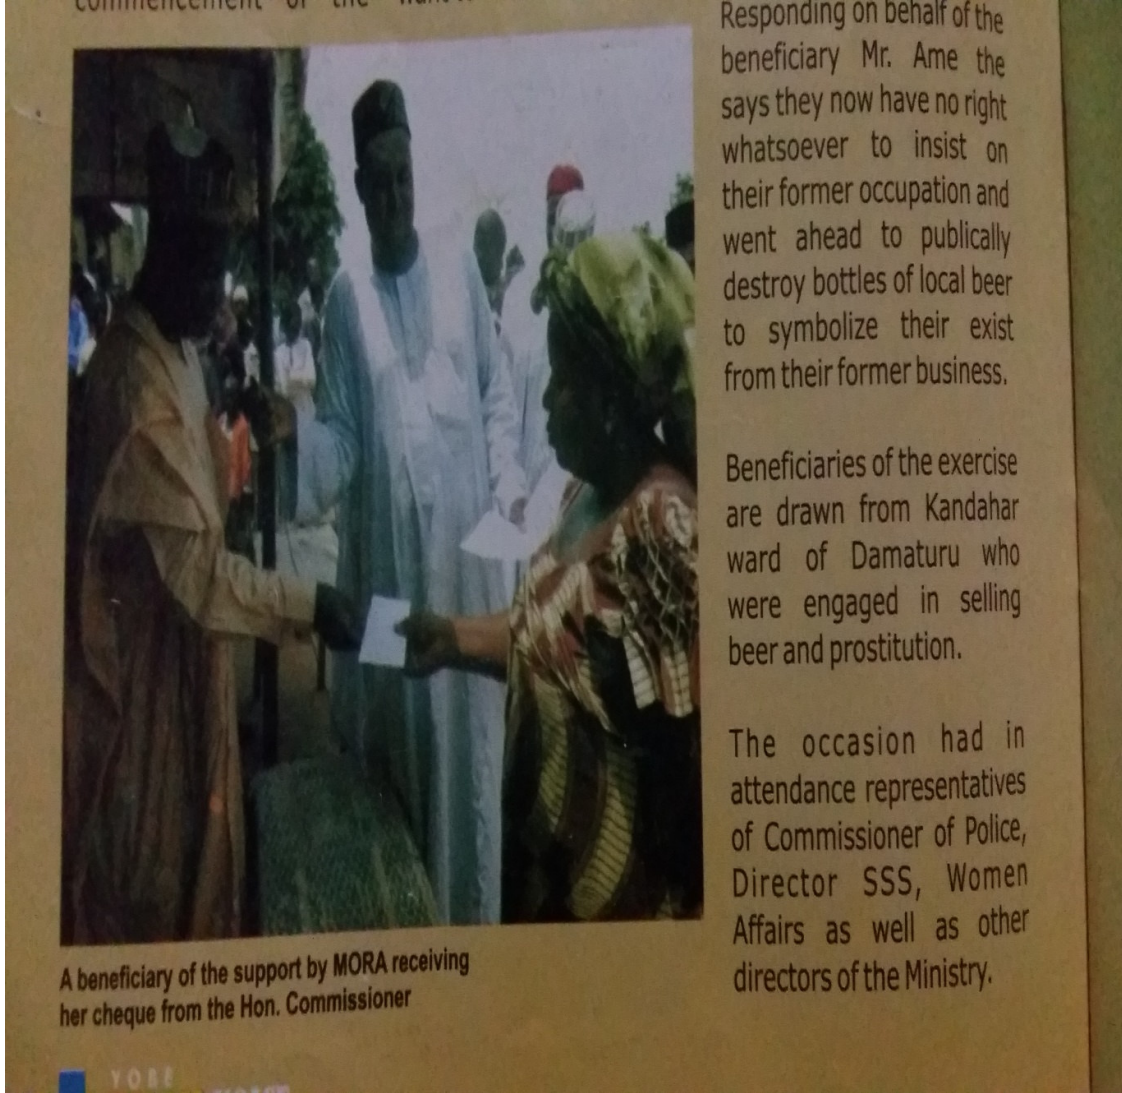 commencement of the
Responding on behalf of the
beneficiary Mr. Ame the
says they now have no right
whatsoever to insist on
their former occupation and
went ahead to publically
destroy bottles of local beer
to symbolize their exist
from their former business.
Beneficiaries of the exercise
are drawn from Kandahar
ward of Damaturu who
were engaged in selling
beer and prostitution.
The occasion had in
attendance representatives
of Commissioner of Police,
Director SSS, Women
Affairs as well as other
directors of the Ministry.
A beneficiary of the support by MORA receiving
her cheque from the Hon. Commissioner
YOBE